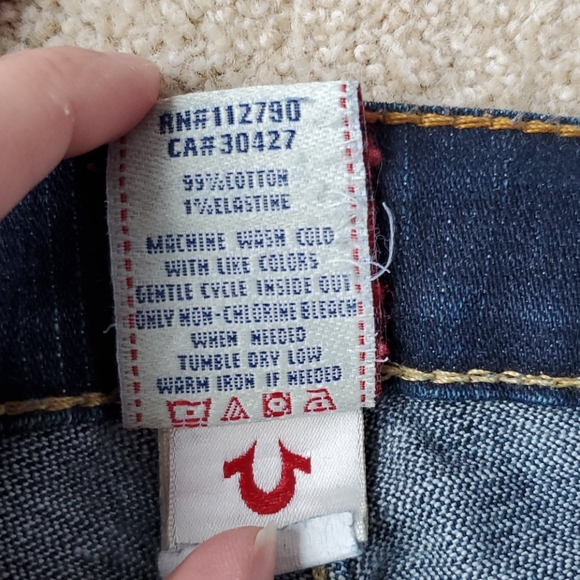 RN#112790
CA#30427
99%COTTON
1%ELASTINE
MACHINE WASH COLD
WITH LIKE COLORS
GENTLE CYCLE INSIDE OUT
ONLY NON-CHLORINE BLEACH
WHEN NEEDED
TUMBLE DRY LOW
WARM IRON IF NEEDED